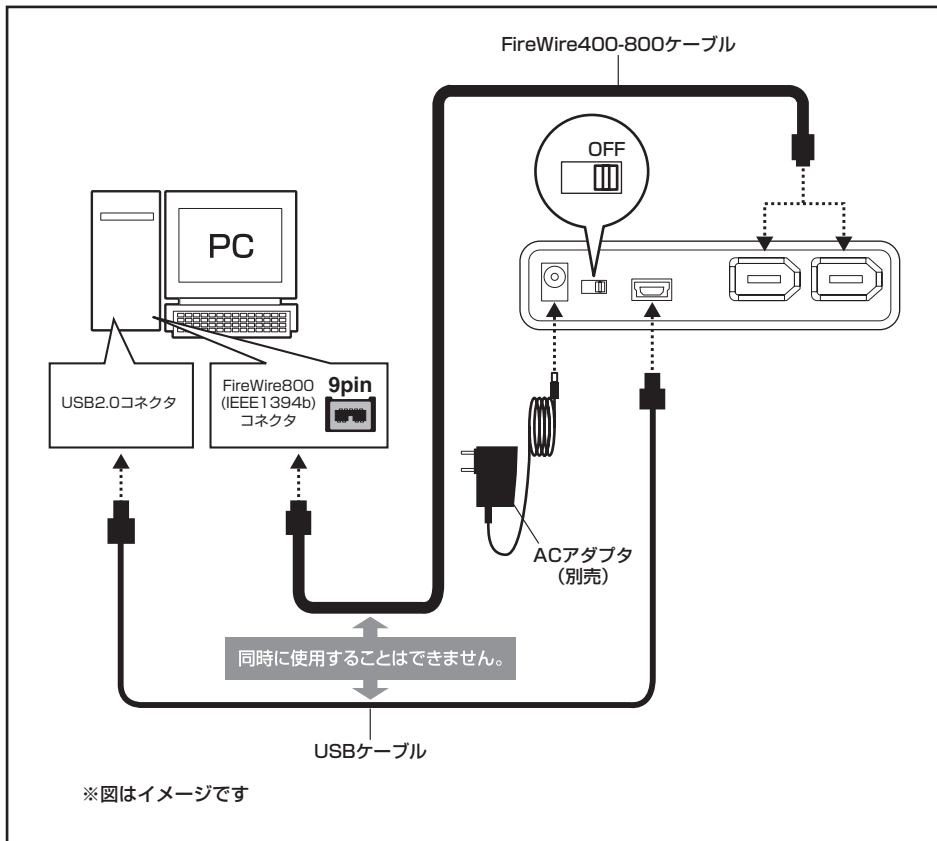 FireWire400-800ケーブル
OFF
PC
USB2.0コネクタ
FireWire800
(IEEE1394b)
コネクタ
9pin
ACアダプタ
（別売）
同時に使用することはできません。
USBケーブル
※図はイメージです